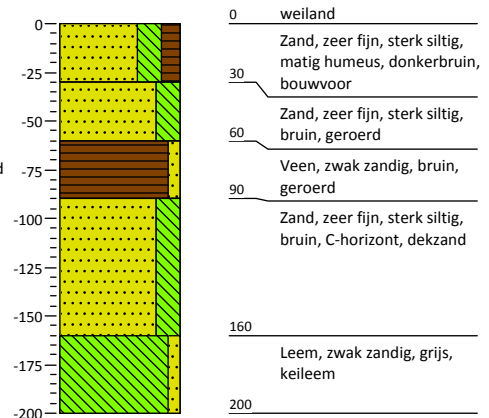 0
-25
-50
d
-75
-100
-125
-150
-175
-200
0 weiland
Zand, zeer fijn, sterk siltig,
matig humeus, donkerbruin,
bouwvoor
30
Zand, zeer fijn, sterk siltig,
bruin, geroerd
60
Veen, zwak zandig, bruin,
geroerd
90
Zand, zeer fijn, sterk siltig,
bruin, C-horizont, dekzand
160
Leem, zwak zandig, grijs,
keileem
200